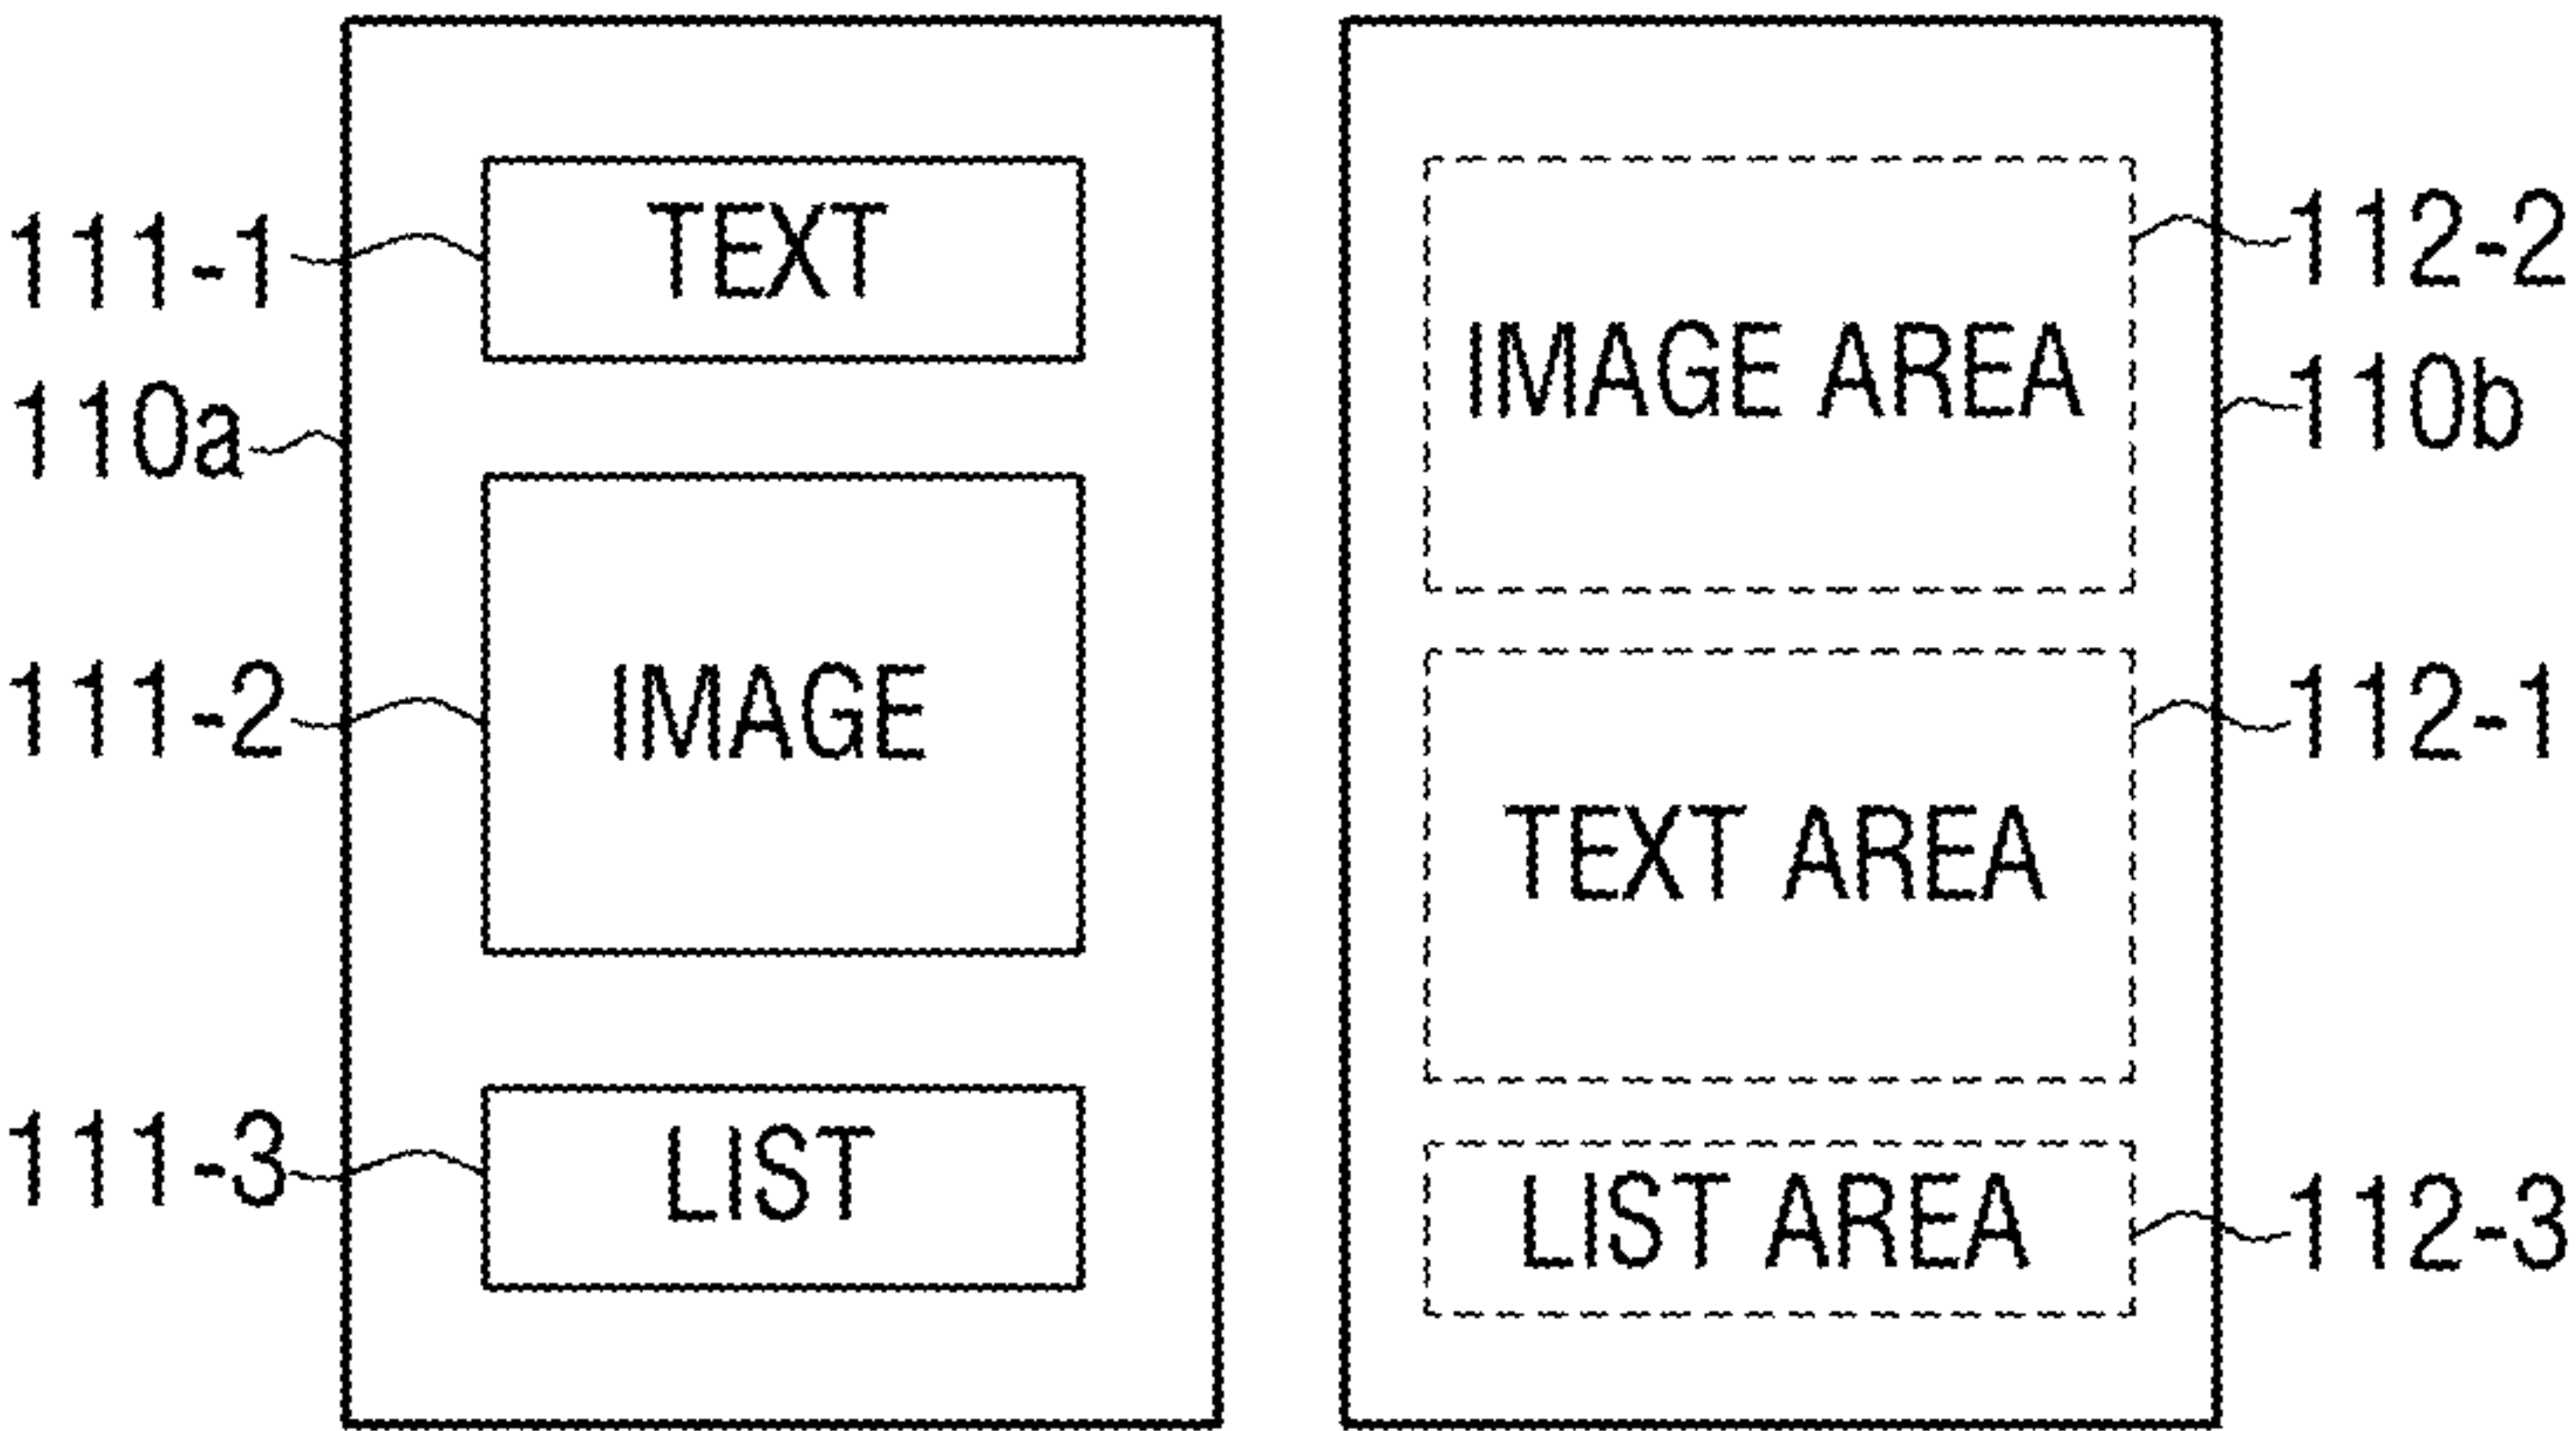 111-1
TEXT
110a
111-2
IMAGE
111-3
LIST
112-2
IMAGE AREA
110b
112-1
TEXT AREA
112-3
LIST AREA